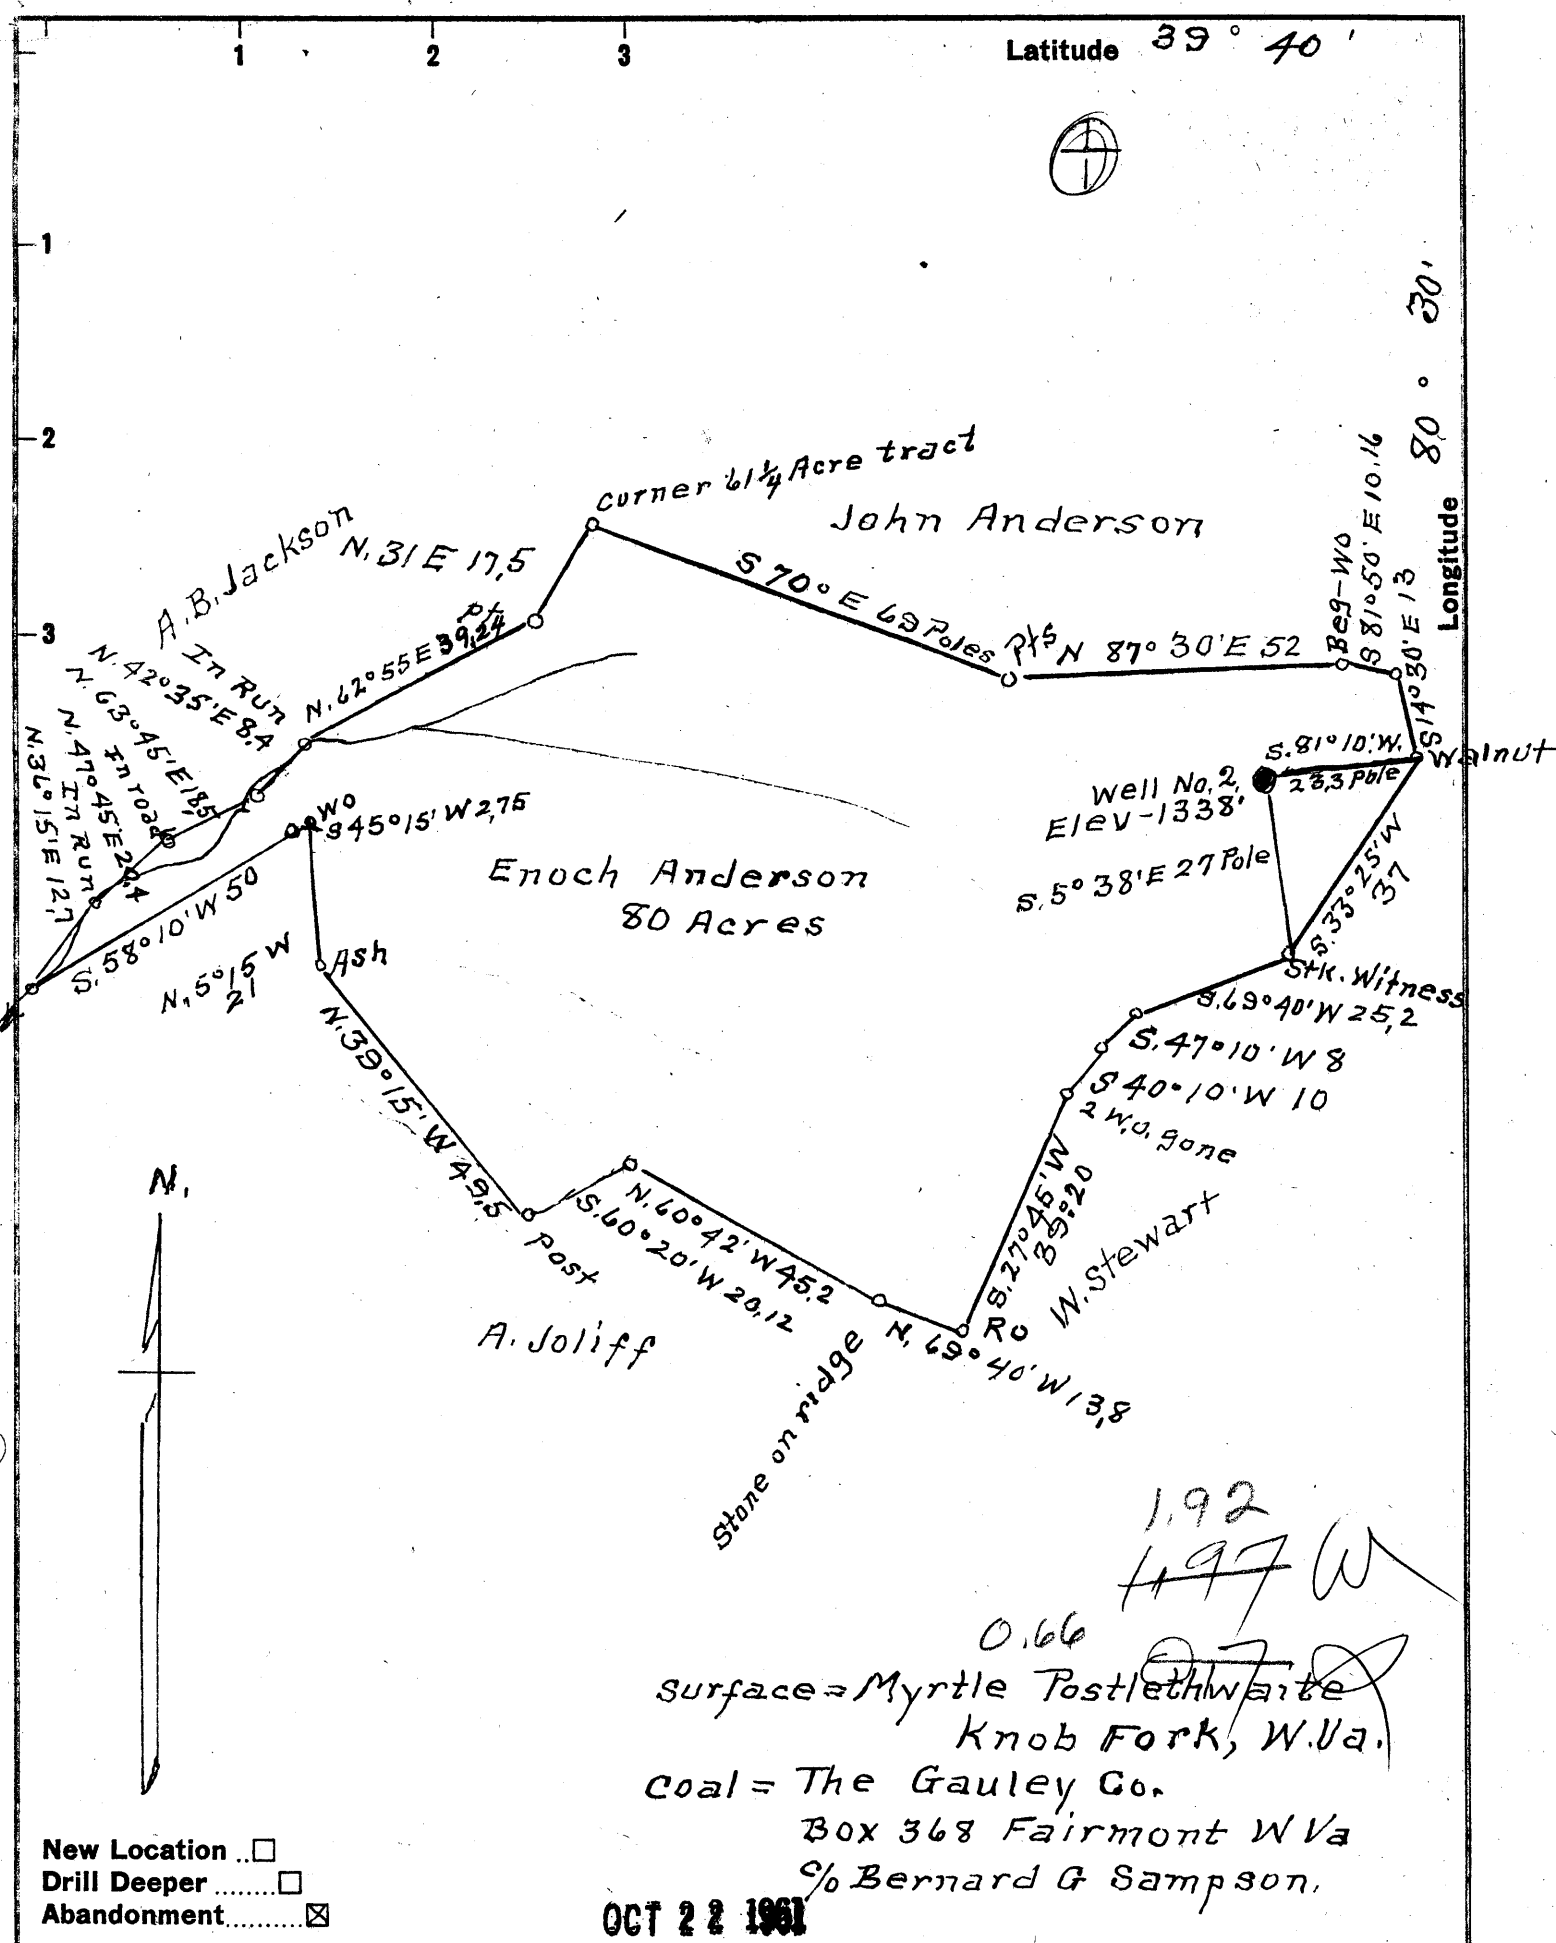 1 2 3
Latitude 39° 40'
1
2
3
Longitude 80° 30'
corner 61 1/4 Acre tract
John Anderson
A.B. Jackson
N. 31 E 17,5
S 70° E 69 Poles
Pts
N 87° 30' E 52
Beg-Wo
S 81° 50' E 10.16
S 14° 30' E 13
Walnut
pt
N. 62° 55 E 39,24
In Run
N. 42° 35' E 8.4
N. 63° 45' E 18,5
In road
N. 47° 45' E 20,4
In Run
N. 36° 15' E 12,7
S. 81° 10' W.
23,3 Pole
Well No. 2,
Elev-1338'
S. 5° 38' E 27 Pole
S. 33° 25' W
37
Wo
S 45° 15' W 2,75
Enoch Anderson
80 Acres
S. 58° 10' W 50
N. 5° 15 W
21
Ash
Stk. Witness
S. 69° 40' W 25,2
S. 47° 10' W 8
S 40° 10' W 10
2 W.O. gone
N. 39° 15' W 49,5
N.
Post
S. 60° 20' W 20,12
N. 60° 42' W 45.2
S. 27° 45' W
39:20
W. Stewart
Ro
N. 69° 40' W 13,8
A. Joliff
Stone on ridge
1.92
1.97 W
0.66
Surface = Myrtle Postlethwaite
Knob Fork, W.Va.
Coal = The Gauley Co.
Box 368 Fairmont W Va
c/o Bernard G Sampson.
New Location ..☐
Drill Deeper ........☐
Abandonment..........☒
OCT 22 1961